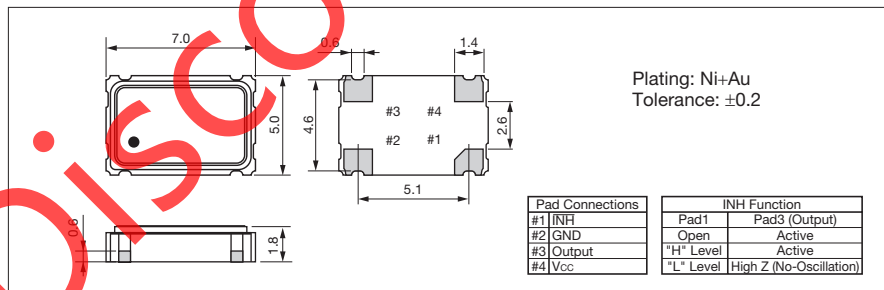 7.0
0.6
1.4
Plating: Ni+Au
Tolerance: ±0.2
5.0
4.6
#3 #4
#2 #1
2.6
5.1
0.6
1.8
Pad Connections
#1 I̅N̅H̅
#2 GND
#3 Output
#4 Vcc
INH Function
Pad1 Pad3 (Output)
Open Active
"H" Level Active
"L" Level High Z (No-Oscillation)
Disco